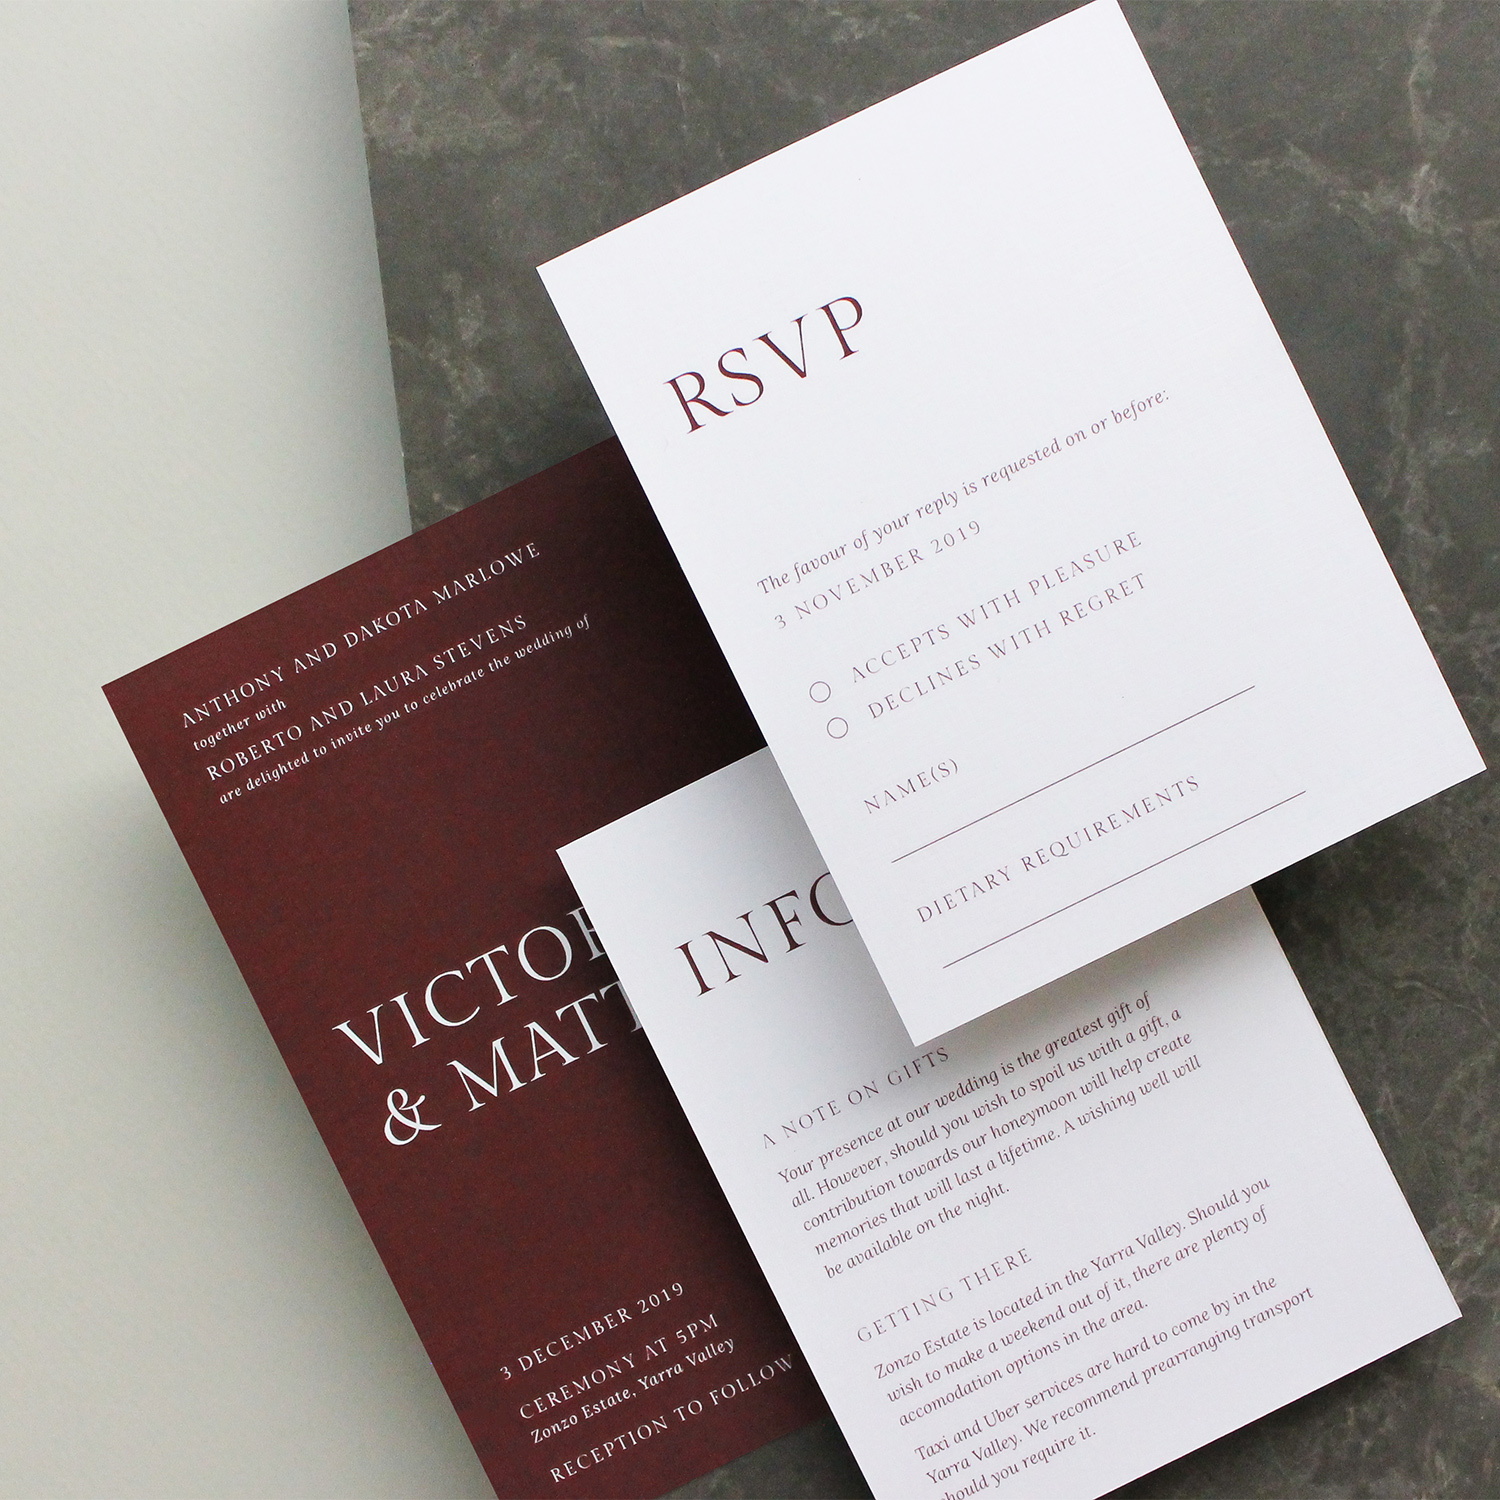 RSVP
The favour of your reply is requested on or before:
3 NOVEMBER 2019
ACCEPTS WITH PLEASURE
DECLINES WITH REGRET
NAME(S)
DIETARY REQUIREMENTS
ANTHONY AND DAKOTA MARLOWE
together with
ROBERTO AND LAURA STEVENS
are delighted to invite you to celebrate the wedding of
VICTO
& MATT
3 DECEMBER 2019
CEREMONY AT 5PM
Zonzo Estate, Yarra Valley
RECEPTION TO FOLLOW
INFO
A NOTE ON GIFTS
Your presence at our wedding is the greatest gift of
all. However, should you wish to spoil us with a gift, a
contribution towards our honeymoon will help create
memories that will last a lifetime. A wishing well will
be available on the night.
GETTING THERE
Zonzo Estate is located in the Yarra Valley. Should you
wish to make a weekend out of it, there are plenty of
accomodation options in the area.
Taxi and Uber services are hard to come by in the
Yarra Valley. We recommend prearranging transport
should you require it.